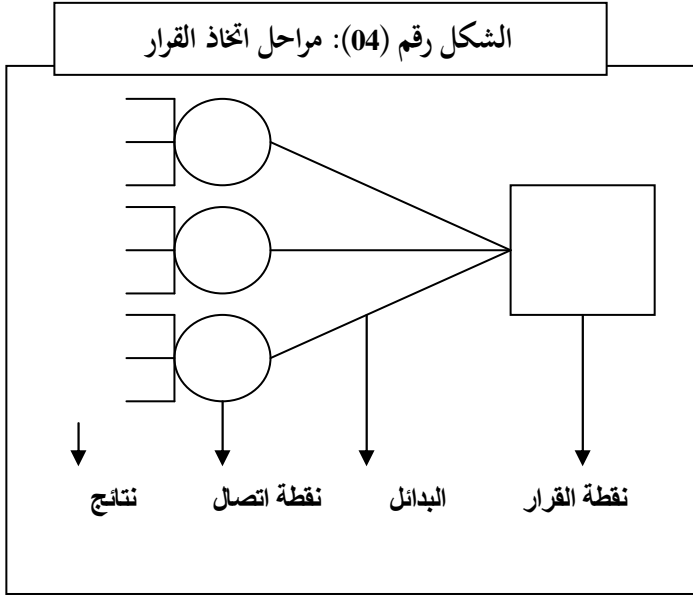 الشكل رقم (04): مراحل اتخاذ القرار
نقطة القرار البدائل نقطة اتصال نتائج